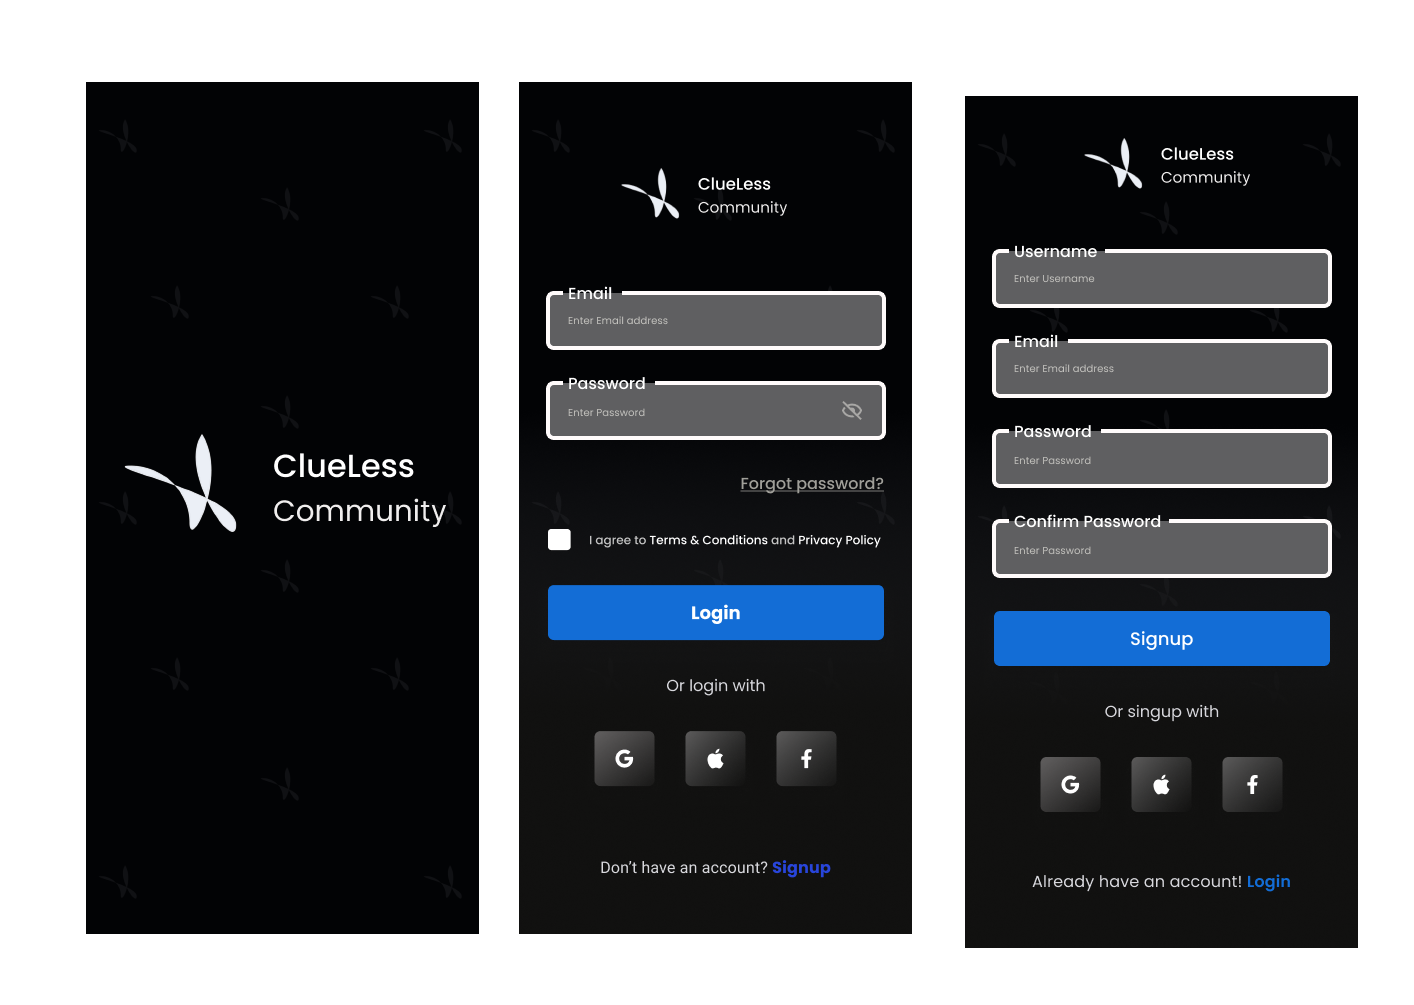 ClueLess
Community
ClueLess
Community
Email
Enter Email address
Password
Enter Password
Forgot password?
I agree to Terms & Conditions and Privacy Policy
Login
Or login with
G
f
Don't have an account? Signup
ClueLess
Community
Username
Enter Username
Email
Enter Email address
Password
Enter Password
Confirm Password
Enter Password
Signup
Or singup with
G
f
Already have an account! Login